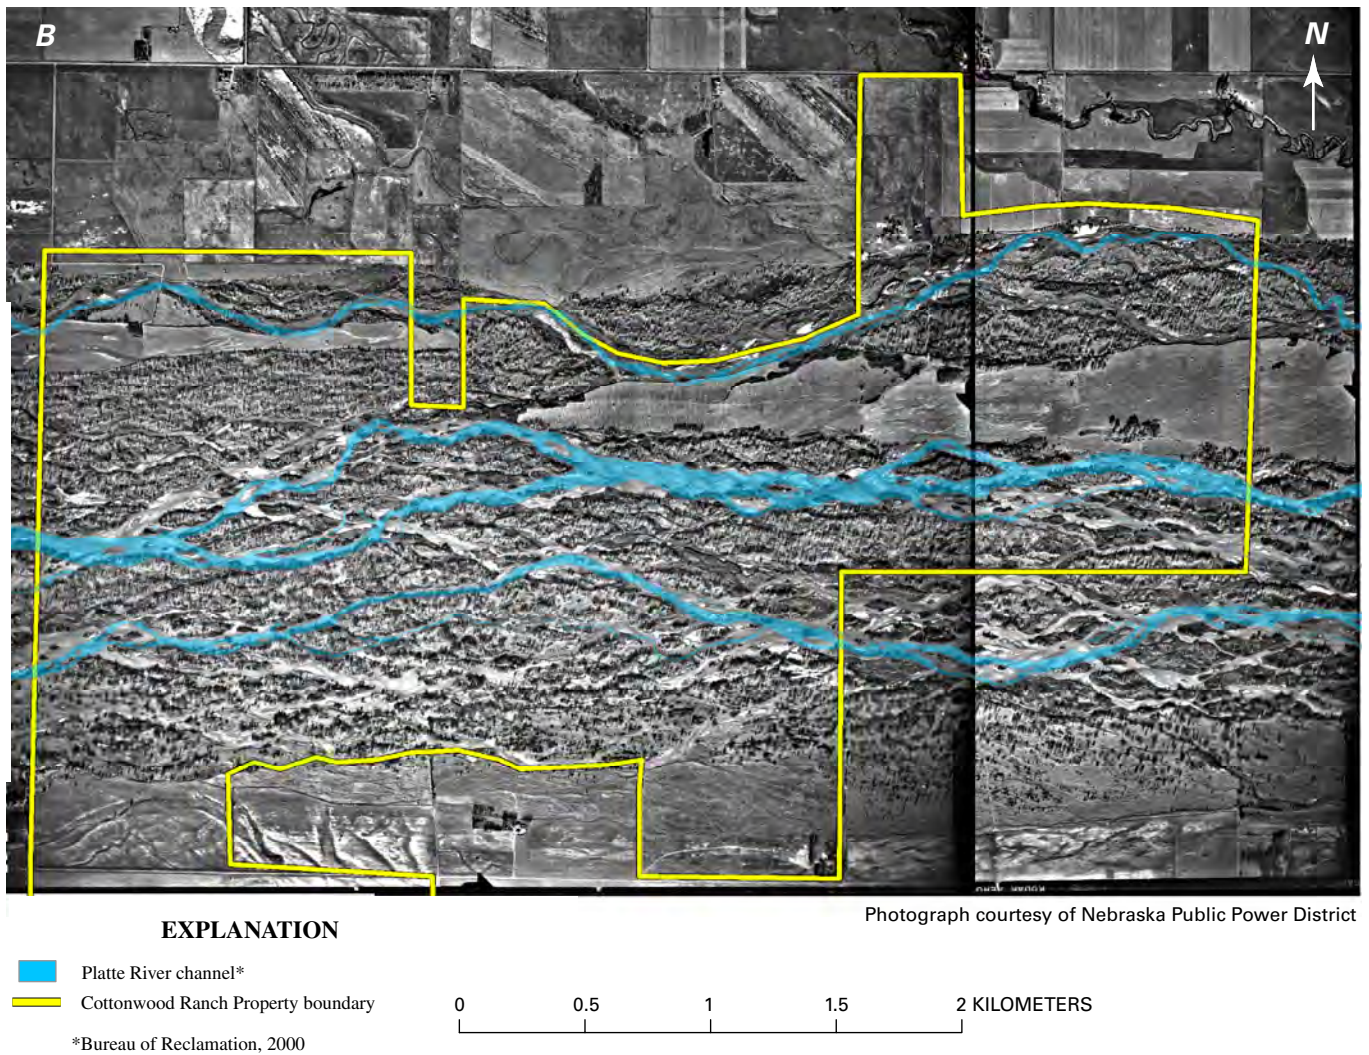 B
N
Photograph courtesy of Nebraska Public Power District
EXPLANATION
Platte River channel*
Cottonwood Ranch Property boundary
*Bureau of Reclamation, 2000
0 0.5 1 1.5 2 KILOMETERS